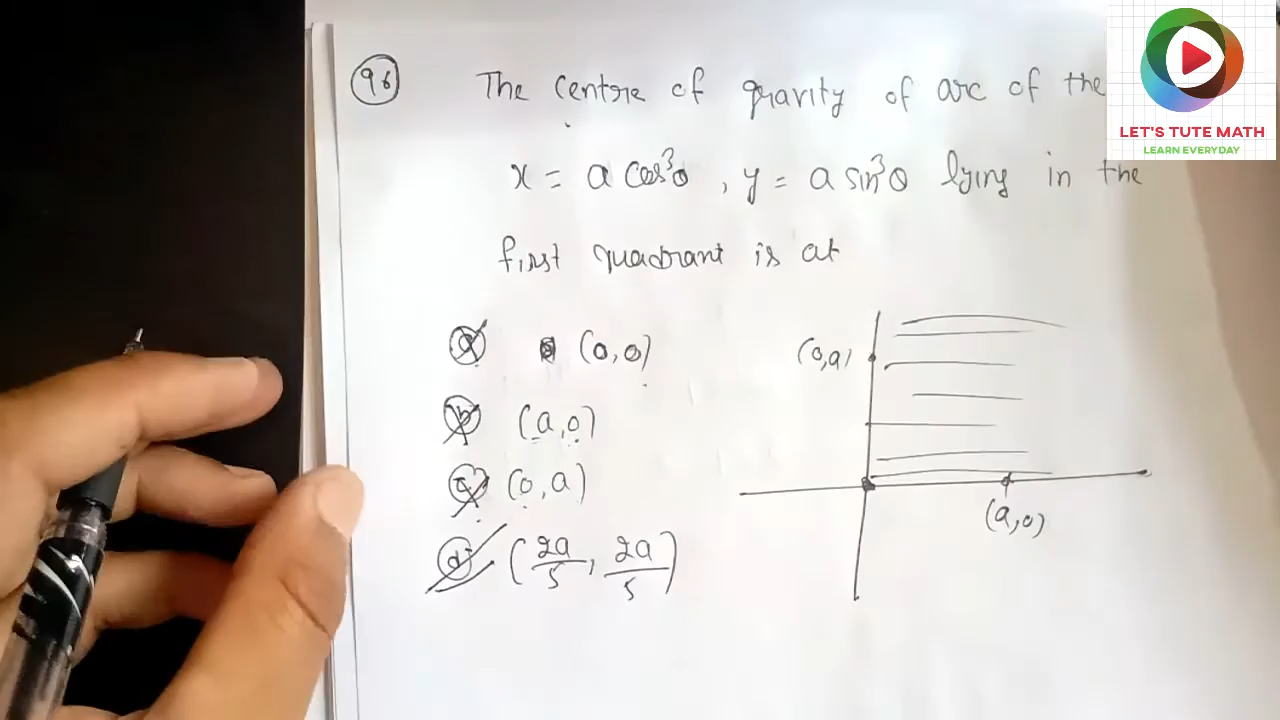 96 The centre of gravity of arc of the
x = a cos³θ , y = a sin³θ lying in the
first quadrant is at
a (0,0)
b (a,0)
c (0,a)
d (2a/5, 2a/5)
(0,a)
(a,0)
LET'S TUTE MATH
LEARN EVERYDAY